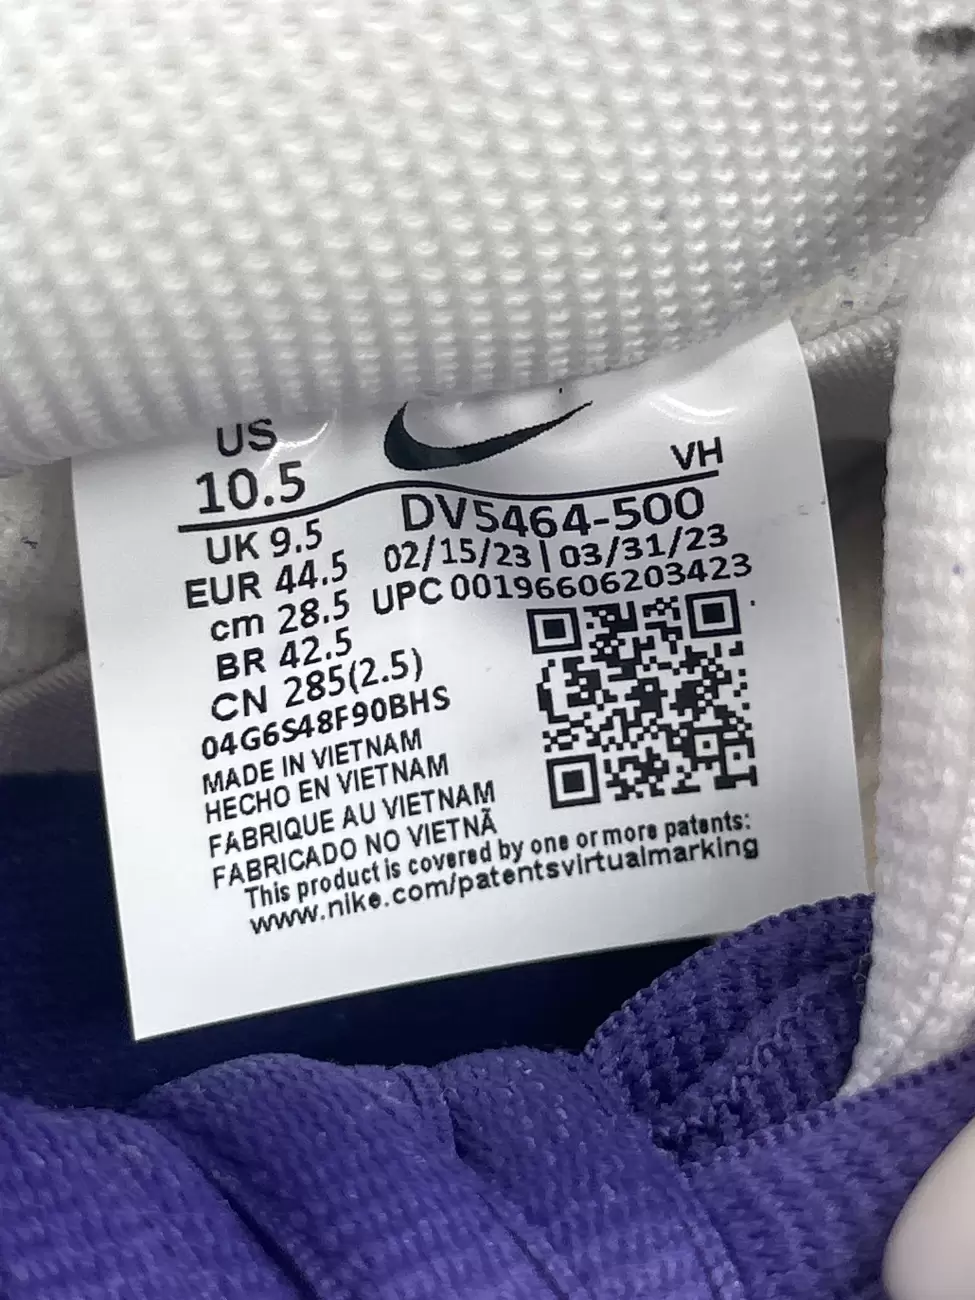 US
10.5
VH
UK 9.5
DV5464-500
EUR 44.5
02/15/23 | 03/31/23
cm 28.5
UPC 00196606203423
BR 42.5
CN 285(2.5)
04G6S48F90BHS
MADE IN VIETNAM
HECHO EN VIETNAM
FABRIQUE AU VIETNAM
FABRICADO NO VIETNÃ
This product is covered by one or more patents:
www.nike.com/patentsvirtualmarking